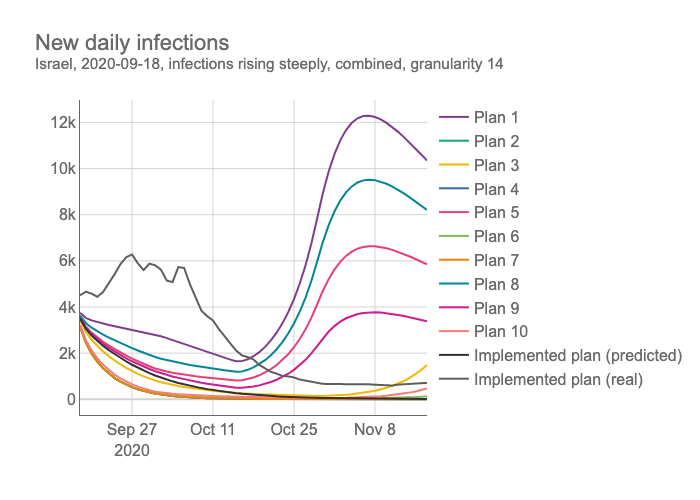 New daily infections
Israel, 2020-09-18, infections rising steeply, combined, granularity 14
12k
10k
8k
6k
4k
2k
0
Sep 27
2020
Oct 11
Oct 25
Nov 8
Plan 1
Plan 2
Plan 3
Plan 4
Plan 5
Plan 6
Plan 7
Plan 8
Plan 9
Plan 10
Implemented plan (predicted)
Implemented plan (real)